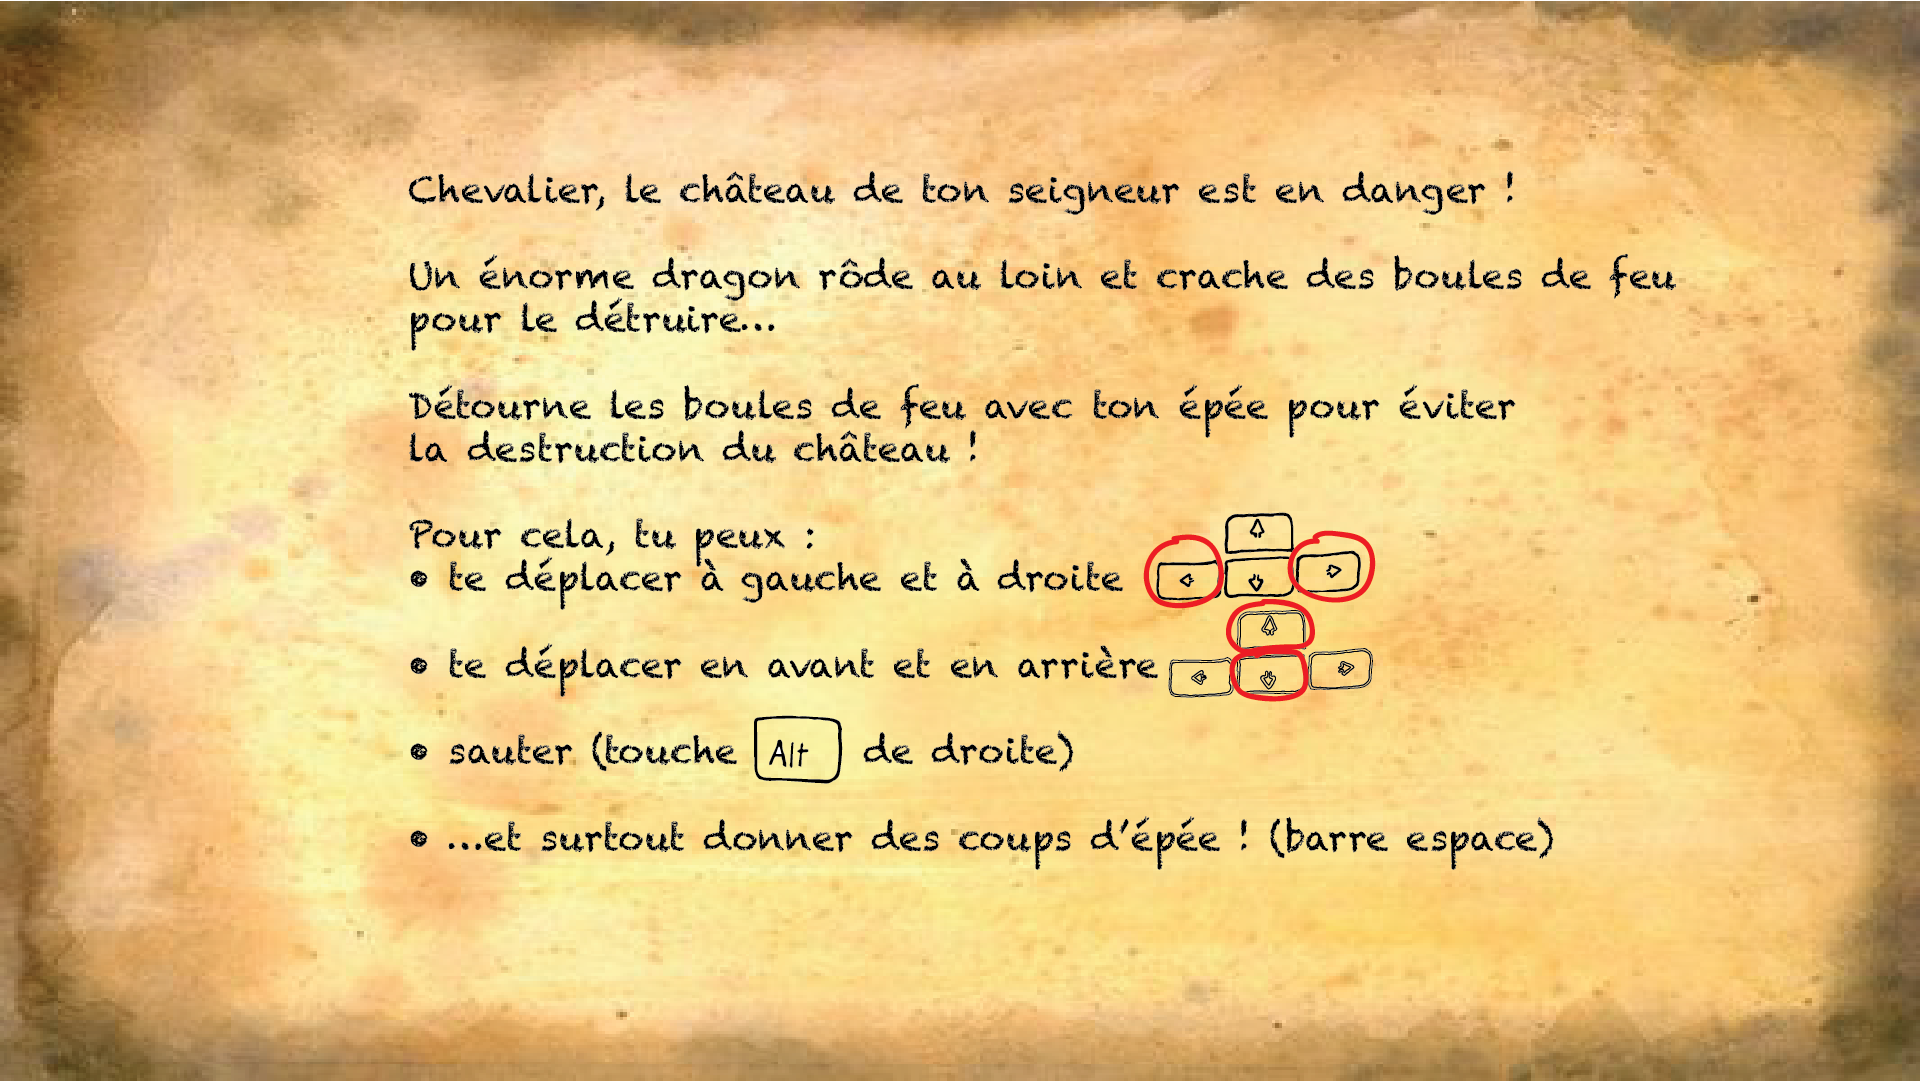 Chevalier, le château de ton seigneur est en danger !
Un énorme dragon rôde au loin et crache des boules de feu
pour le détruire...
Détourne les boules de feu avec ton épée pour éviter
la destruction du château !
Pour cela, tu peux :
• te déplacer à gauche et à droite
• te déplacer en avant et en arrière
• sauter (touche Alt de droite)
• ...et surtout donner des coups d'épée ! (barre espace)